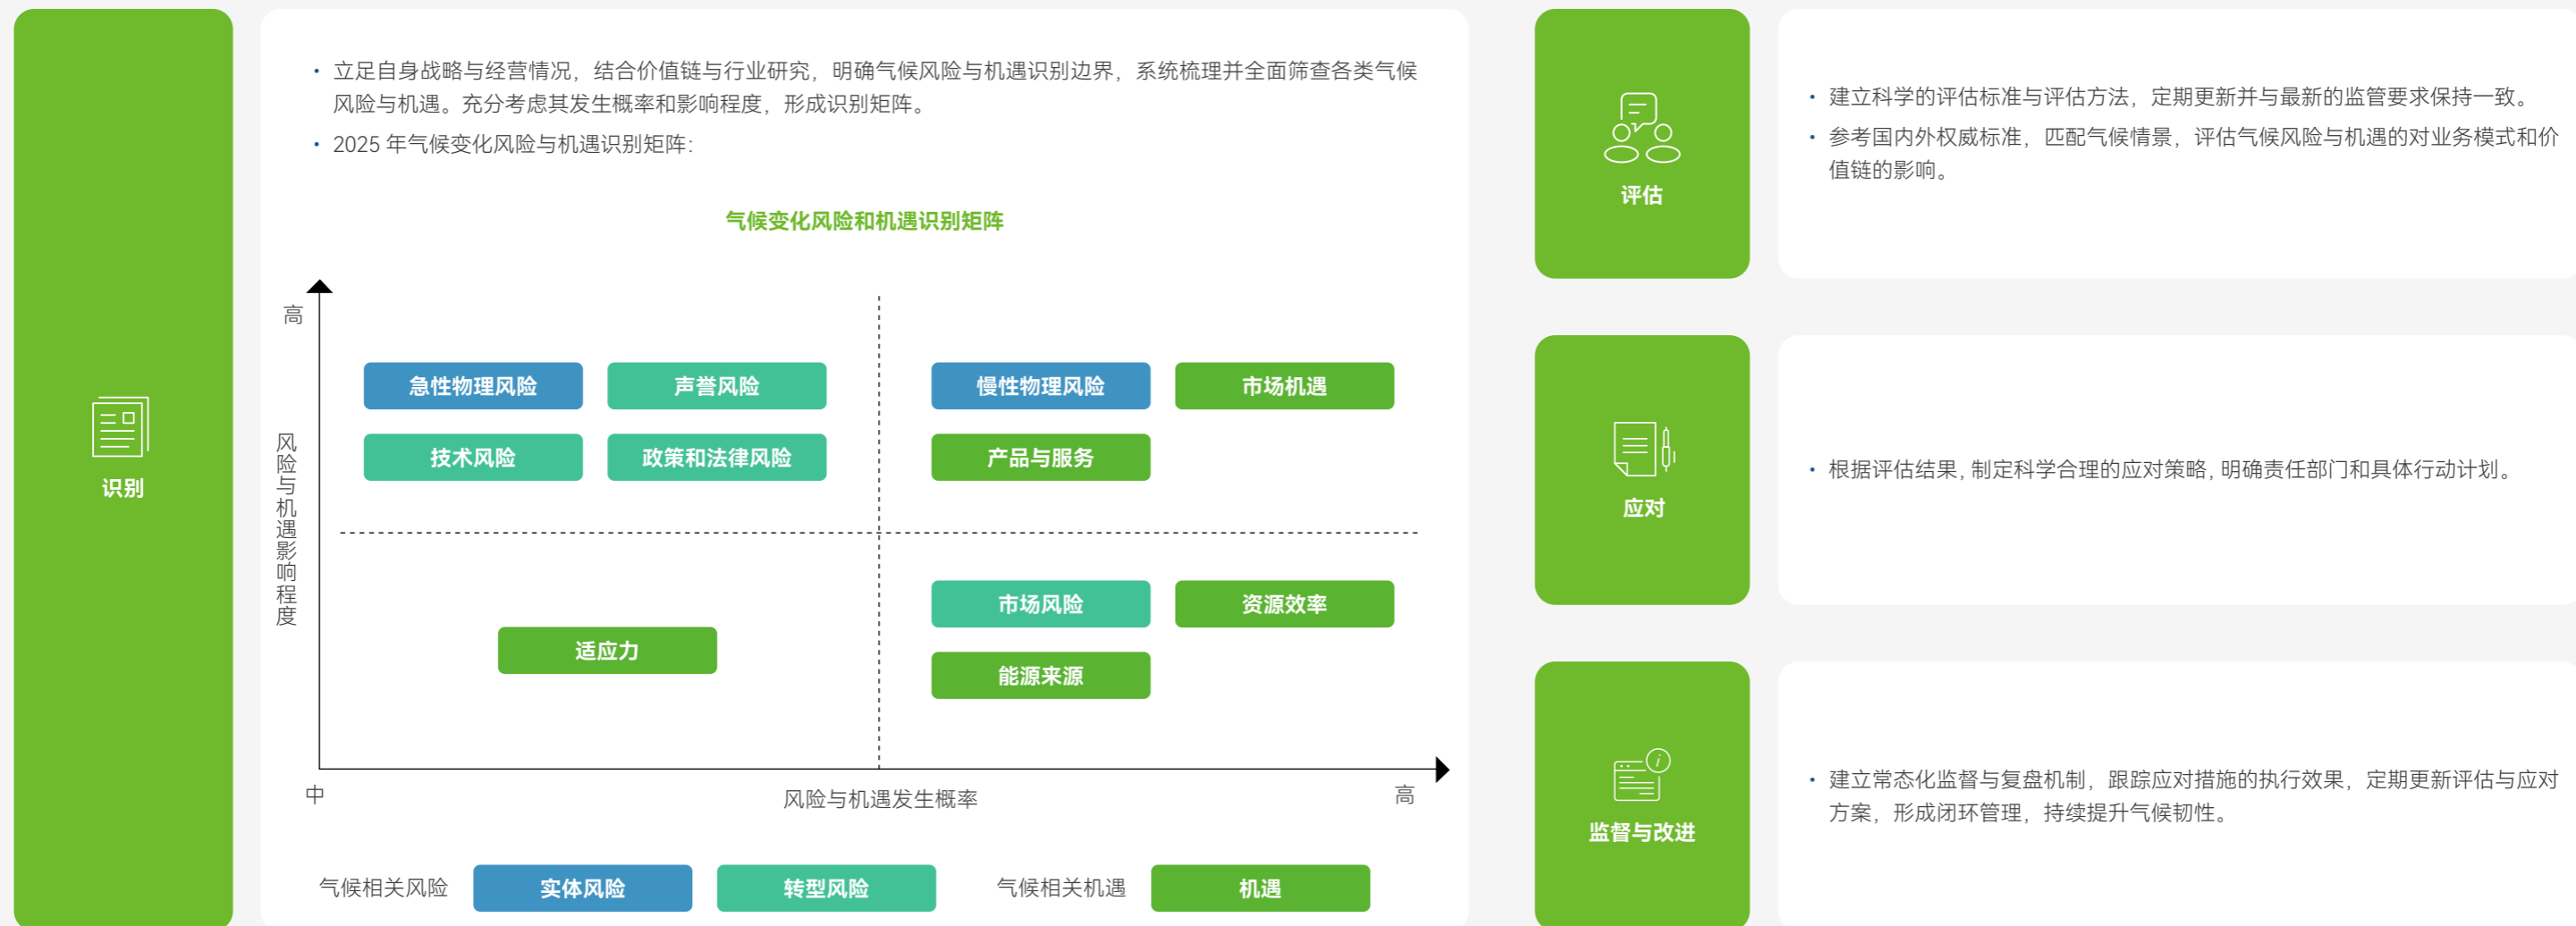 识别
• 立足自身战略与经营情况，结合价值链与行业研究，明确气候风险与机遇识别边界，系统梳理并全面筛查各类气候
风险与机遇。充分考虑其发生概率和影响程度，形成识别矩阵。
• 2025 年气候变化风险与机遇识别矩阵：
气候变化风险和机遇识别矩阵
高
风险与机遇影响程度
急性物理风险
声誉风险
慢性物理风险
市场机遇
技术风险
政策和法律风险
产品与服务
市场风险
资源效率
适应力
能源来源
中
风险与机遇发生概率
高
气候相关风险
实体风险
转型风险
气候相关机遇
机遇
评估
• 建立科学的评估标准与评估方法，定期更新并与最新的监管要求保持一致。
• 参考国内外权威标准，匹配气候情景，评估气候风险与机遇的对业务模式和价
值链的影响。
应对
• 根据评估结果，制定科学合理的应对策略，明确责任部门和具体行动计划。
监督与改进
• 建立常态化监督与复盘机制，跟踪应对措施的执行效果，定期更新评估与应对
方案，形成闭环管理，持续提升气候韧性。